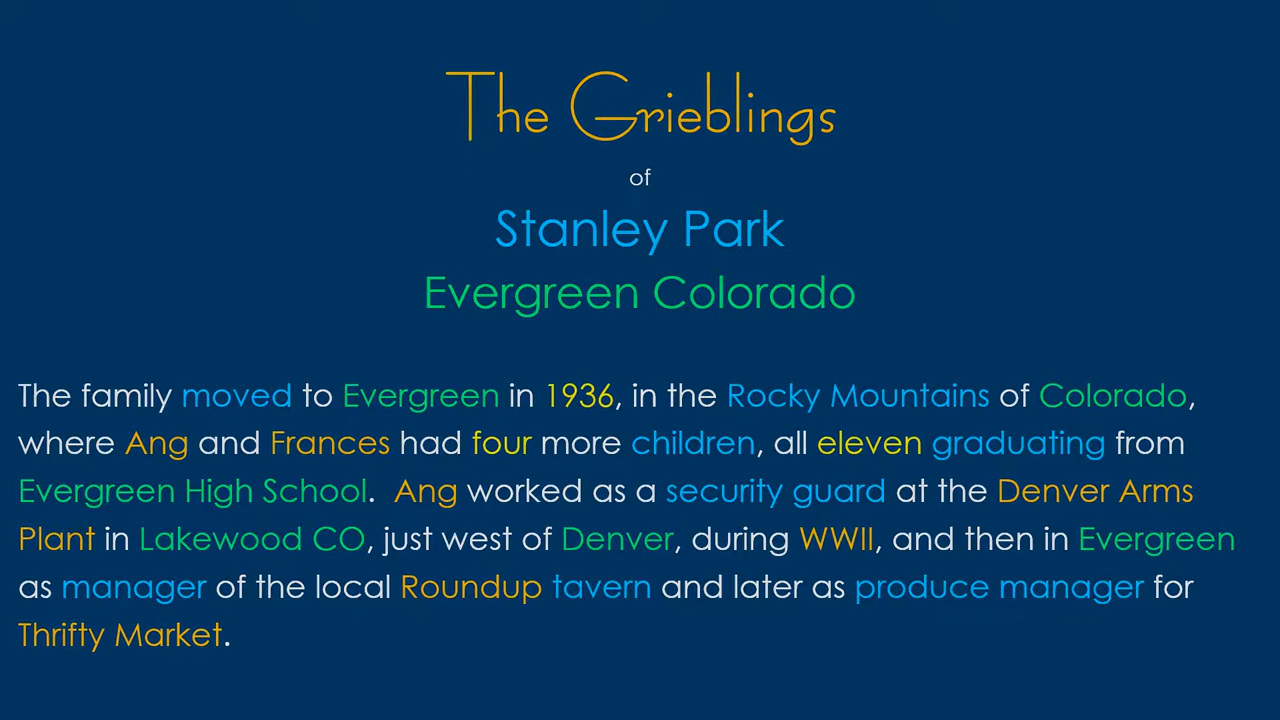 The Grieblings
of
Stanley Park
Evergreen Colorado
The family moved to Evergreen in 1936, in the Rocky Mountains of Colorado,
where Ang and Frances had four more children, all eleven graduating from
Evergreen High School.  Ang worked as a security guard at the Denver Arms
Plant in Lakewood CO, just west of Denver, during WWII, and then in Evergreen
as manager of the local Roundup tavern and later as produce manager for
Thrifty Market.